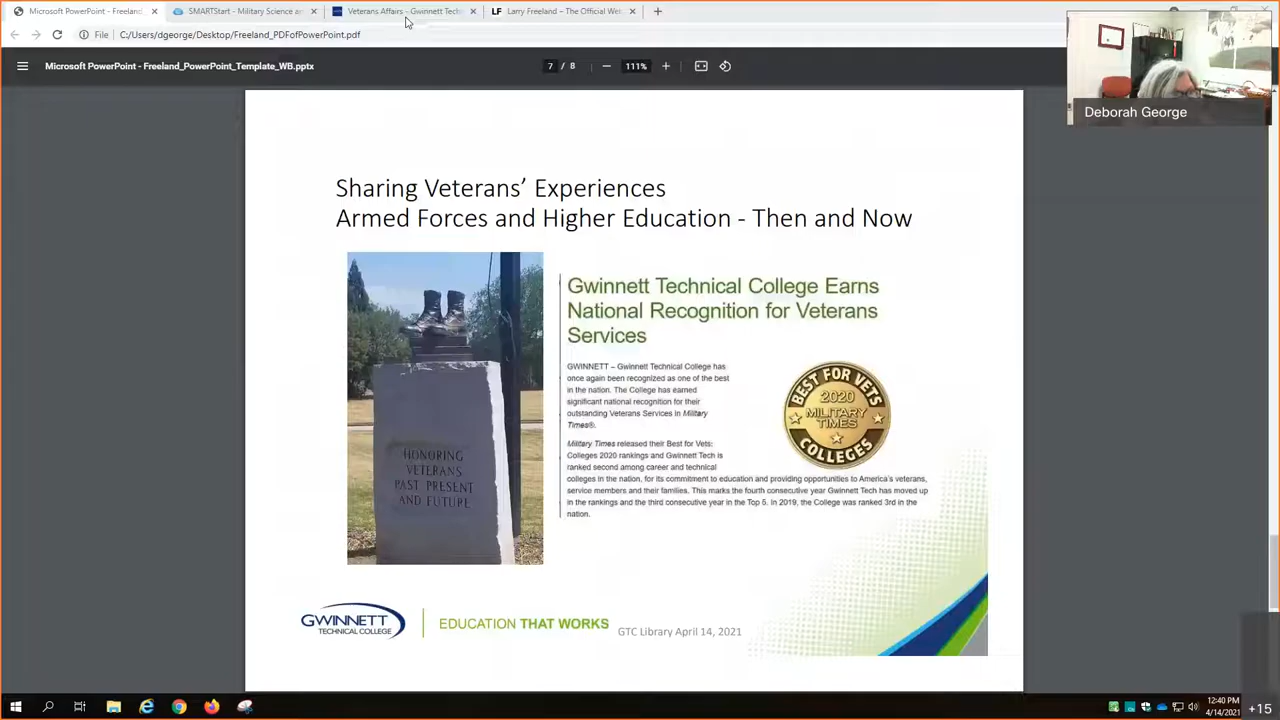 Microsoft PowerPoint - Freeland
SMARTStart - Military Science a
Veterans Affairs - Gwinnett Tech
LF Larry Freeland – The Official We
File C:/Users/dgeorge/Desktop/Freeland_PDFofPowerPoint.pdf
Microsoft PowerPoint - Freeland_PowerPoint_Template_WB.pptx
7 / 8
111%
Deborah George
Sharing Veterans’ Experiences
Armed Forces and Higher Education - Then and Now
HONORING
VETERANS
PAST PRESENT
AND FUTURE
Gwinnett Technical College Earns
National Recognition for Veterans
Services
GWINNETT – Gwinnett Technical College has
once again been recognized as one of the best
in the nation. The College has earned
significant national recognition for their
outstanding Veterans Services in Military
Times®.
Military Times released their Best for Vets:
Colleges 2020 rankings and Gwinnett Tech is
ranked second among career and technical
colleges in the nation, for its commitment to education and providing opportunities to America's veterans,
service members and their families. This marks the fourth consecutive year Gwinnett Tech has moved up
in the rankings and the third consecutive year in the Top 5. In 2019, the College was ranked 3rd in the
nation.
BEST FOR VETS
2020
MILITARY
TIMES
COLLEGES
GWINNETT
TECHNICAL COLLEGE
EDUCATION THAT WORKS
GTC Library April 14, 2021
12:40 PM
4/14/2021
+15